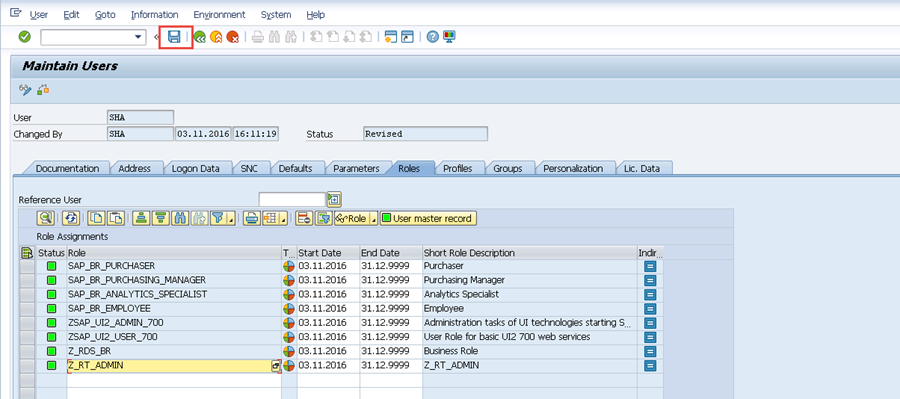 User Edit Goto Information Environment System Help
Maintain Users
User SHA
Changed By SHA 03.11.2016 16:11:19 Status Revised
Documentation Address Logon Data SNC Defaults Parameters Roles Profiles Groups Personalization Lic. Data
Reference User
Role User master record
Role Assignments
Status Role T... Start Date End Date Short Role Description Indir...
SAP_BR_PURCHASER 03.11.2016 31.12.9999 Purchaser
SAP_BR_PURCHASING_MANAGER 03.11.2016 31.12.9999 Purchasing Manager
SAP_BR_ANALYTICS_SPECIALIST 03.11.2016 31.12.9999 Analytics Specialist
SAP_BR_EMPLOYEE 03.11.2016 31.12.9999 Employee
ZSAP_UI2_ADMIN_700 03.11.2016 31.12.9999 Administration tasks of UI technologies starting S...
ZSAP_UI2_USER_700 03.11.2016 31.12.9999 User Role for basic UI2 700 web services
Z_RDS_BR 03.11.2016 31.12.9999 Business Role
Z_RT_ADMIN 03.11.2016 31.12.9999 Z_RT_ADMIN